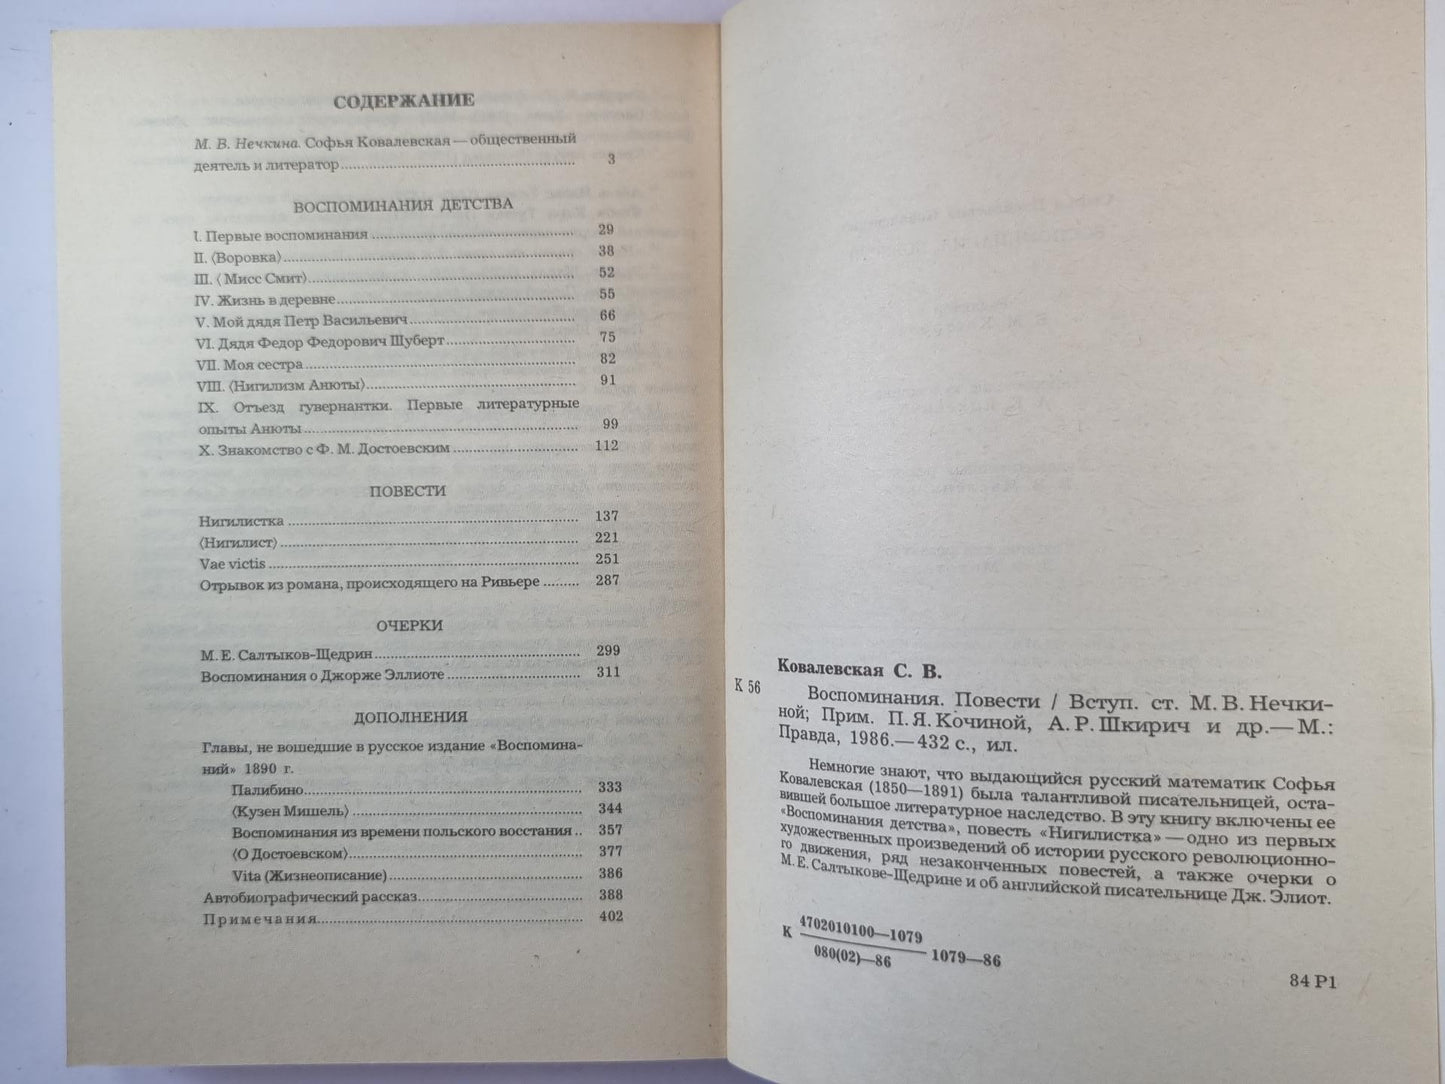 СОДЕРЖАНИЕ
М. В. Нечкина. Софья Ковалевская — общественный
деятель и литератор 3
ВОСПОМИНАНИЯ ДЕТСТВА
I. Первые воспоминания 29
II. ⟨Воровка⟩ 38
III. ⟨Мисс Смит⟩ 52
IV. Жизнь в деревне 55
V. Мой дядя Петр Васильевич 66
VI. Дядя Федор Федорович Шуберт 75
VII. Моя сестра 82
VIII. ⟨Нигилизм Анюты⟩ 91
IX. Отъезд гувернантки. Первые литературные
опыты Анюты 99
X. Знакомство с Ф. М. Достоевским 112
ПОВЕСТИ
Нигилистка 137
⟨Нигилист⟩ 221
Vae victis 251
Отрывок из романа, происходящего на Ривьере 287
ОЧЕРКИ
М. Е. Салтыков-Щедрин 299
Воспоминания о Джорже Эллиоте 311
ДОПОЛНЕНИЯ
Главы, не вошедшие в русское издание «Воспомина-
ний» 1890 г.
Палибино 333
⟨Кузен Мишель⟩ 344
Воспоминания из времени польского восстания 357
⟨О Достоевском⟩ 377
Vita (Жизнеописание) 386
Автобиографический рассказ 388
Примечания 402
Ковалевская С. В.
К 56
Воспоминания. Повести / Вступ. ст. М. В. Нечки-
ной; Прим. П. Я. Кочиной, А. Р. Шкирич и др. — М.:
Правда, 1986. — 432 с., ил.
Немногие знают, что выдающийся русский математик Софья
Ковалевская (1850—1891) была талантливой писательницей, оста-
вившей большое литературное наследство. В эту книгу включены ее
«Воспоминания детства», повесть «Нигилистка» — одно из первых
художественных произведений об истории русского революционно-
го движения, ряд незаконченных повестей, а также очерки о
М. Е. Салтыкове-Щедрине и об английской писательнице Дж. Элиот.
К 4702010100—1079
080(02)—86 1079—86
84 Р1